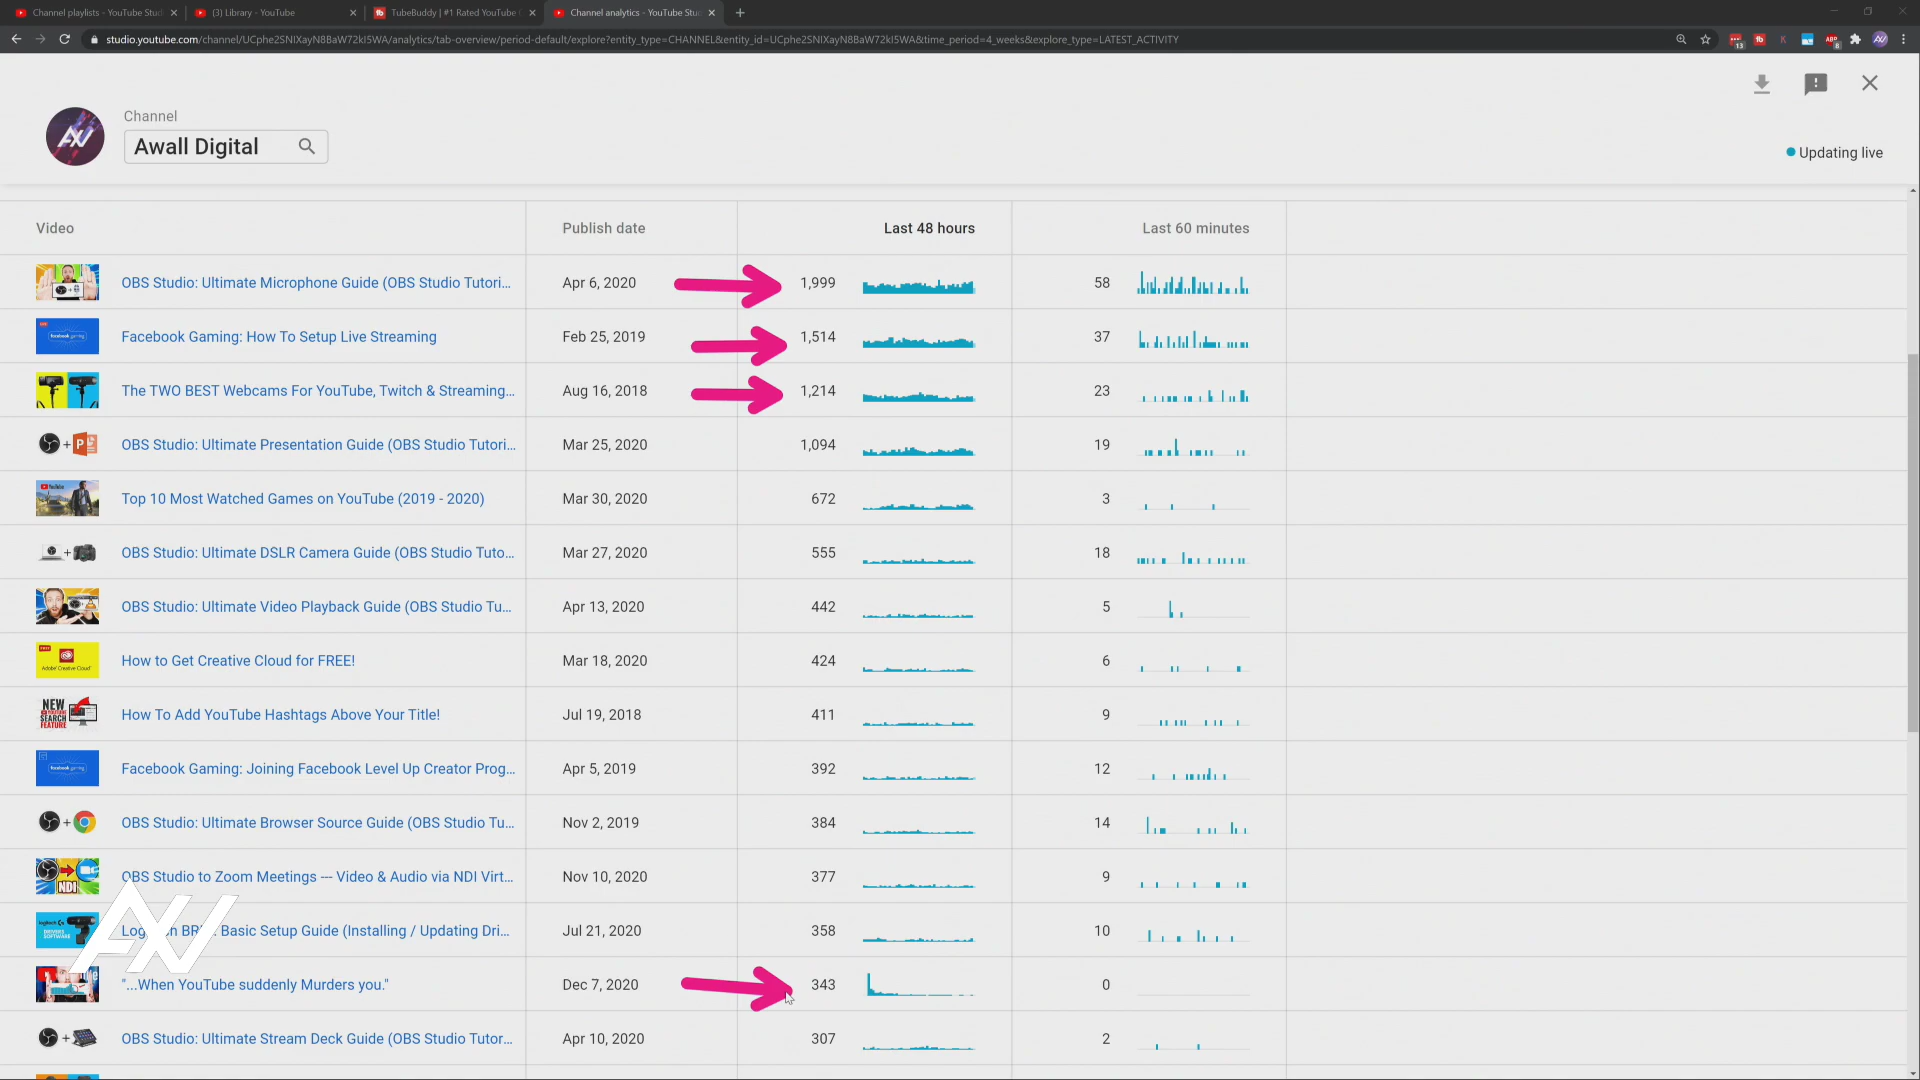 Channel playlists - YouTube Stud
(3) Library - YouTube
TubeBuddy | #1 Rated YouTube
Channel analytics - YouTube Stu
studio.youtube.com/channel/UCphe2SNIXayN8BaW72kI5WA/analytics/tab-overview/period-default/explore?entity_type=CHANNEL&entity_id=UCphe2SNIXayN8BaW72kI5WA&time_period=4_weeks&explore_type=LATEST_ACTIVITY
Channel
Awall Digital
Updating live
Video Publish date Last 48 hours Last 60 minutes
OBS Studio: Ultimate Microphone Guide (OBS Studio Tutori... Apr 6, 2020 1,999 58
Facebook Gaming: How To Setup Live Streaming Feb 25, 2019 1,514 37
The TWO BEST Webcams For YouTube, Twitch & Streaming... Aug 16, 2018 1,214 23
OBS Studio: Ultimate Presentation Guide (OBS Studio Tutori... Mar 25, 2020 1,094 19
Top 10 Most Watched Games on YouTube (2019 - 2020) Mar 30, 2020 672 3
OBS Studio: Ultimate DSLR Camera Guide (OBS Studio Tuto... Mar 27, 2020 555 18
OBS Studio: Ultimate Video Playback Guide (OBS Studio Tu... Apr 13, 2020 442 5
How to Get Creative Cloud for FREE! Mar 18, 2020 424 6
NEW
SEARCH
FEATURE
How To Add YouTube Hashtags Above Your Title! Jul 19, 2018 411 9
Facebook Gaming: Joining Facebook Level Up Creator Prog... Apr 5, 2019 392 12
OBS Studio: Ultimate Browser Source Guide (OBS Studio Tu... Nov 2, 2019 384 14
NDI
OBS Studio to Zoom Meetings --- Video & Audio via NDI Virt... Nov 10, 2020 377 9
Basic Setup Guide (Installing / Updating Dri... Jul 21, 2020 358 10
"...When YouTube suddenly Murders you." Dec 7, 2020 343 0
OBS Studio: Ultimate Stream Deck Guide (OBS Studio Tutor... Apr 10, 2020 307 2